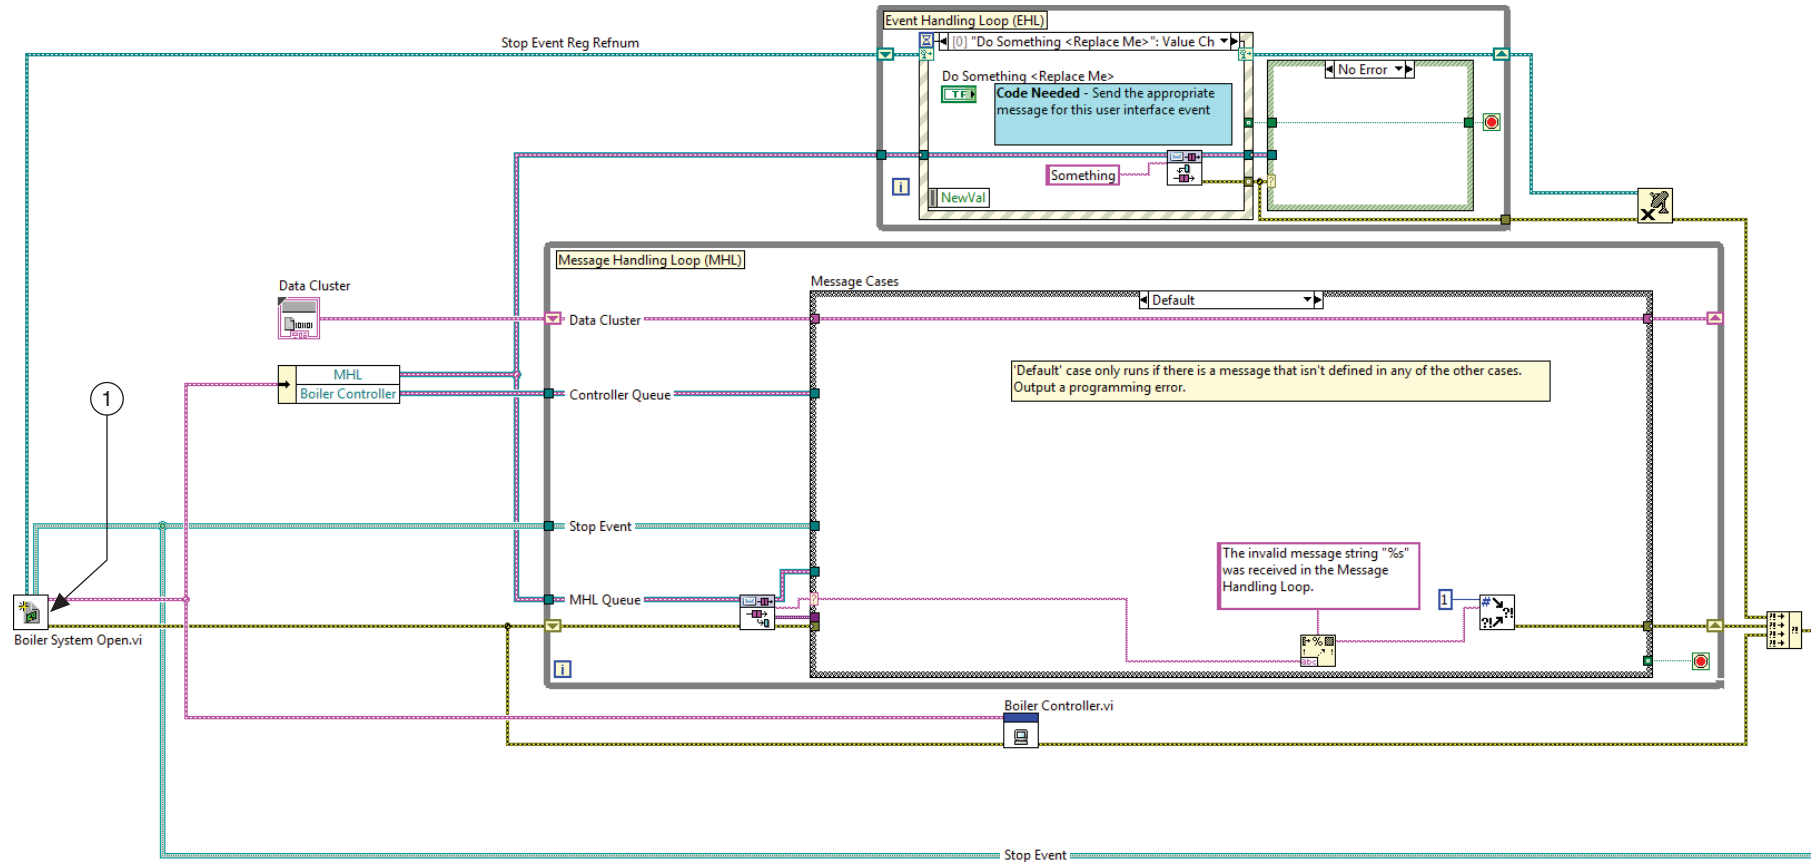 Event Handling Loop (EHL)
Stop Event Reg Refnum
[0] "Do Something <Replace Me>": Value Ch
No Error
Do Something <Replace Me>
TF
Code Needed - Send the appropriate
message for this user interface event
Something
i
NewVal
Message Handling Loop (MHL)
Message Cases
Data Cluster
Default
Data Cluster
'Default' case only runs if there is a message that isn't defined in any of the other cases.
Output a programming error.
MHL
Boiler Controller
1
Controller Queue
Stop Event
The invalid message string "%s"
was received in the Message
Handling Loop.
MHL Queue
1
Boiler System Open.vi
i
Boiler Controller.vi
Stop Event